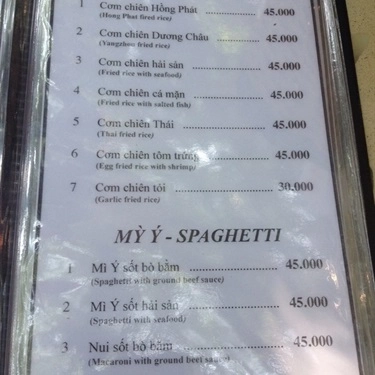 1 Cơm chiên Hồng Phát ........ 45.000
(Hong Phat fired rice)
2 Cơm chiên Dương Châu ........ 45.000
(Yangzhou fried rice)
3 Cơm chiên hải sản ........ 45.000
(Fried rice with seafood)
4 Cơm chiên cá mặn ........ 45.000
(Fried rice with salted fish)
5 Cơm chiên Thái ........ 45.000
(Thai fried rice)
6 Cơm chiên tôm trứng ........ 45.000
(Egg fried rice with shrimp)
7 Cơm chiên tỏi ........ 30.000
(Garlic fried rice)
MỲ Ý - SPAGHETTI
1 Mì Ý sốt bò bằm ........ 45.000
(Spaghetti with ground beef sauce)
2 Mì Ý sốt hải sản ........ 45.000
(Spaghetti with seafood)
3 Nui sốt bò bằm ........ 45.000
(Macaroni with ground beef sauce)